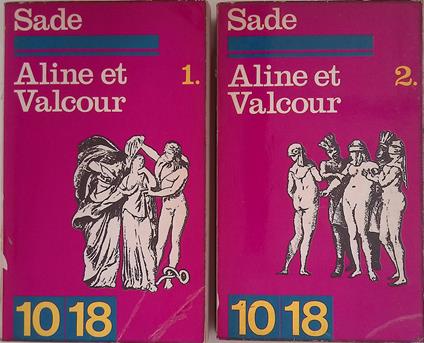 Sade
Aline et 1.
Valcour
10 18
Sade
Aline et 2.
Valcour
10 18